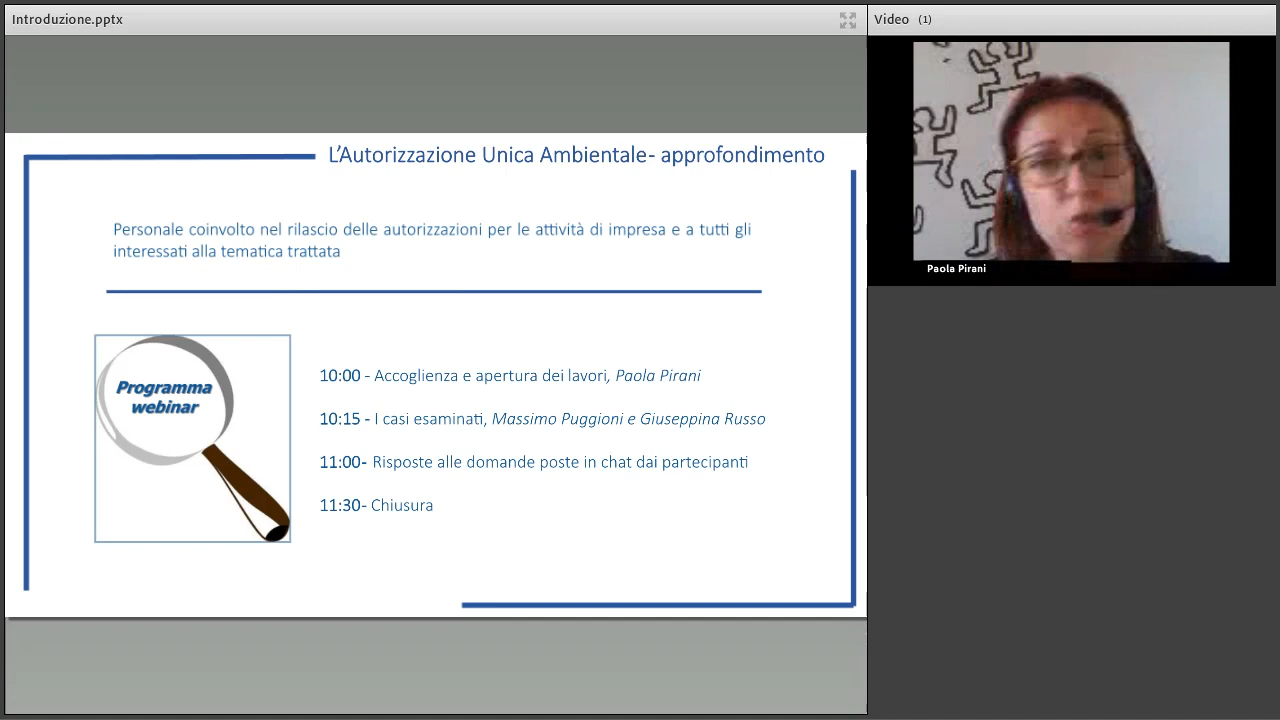 Introduzione.pptx
Video (1)
L'Autorizzazione Unica Ambientale- approfondimento
Personale coinvolto nel rilascio delle autorizzazioni per le attività di impresa e a tutti gli
interessati alla tematica trattata
Programma
webinar
10:00 - Accoglienza e apertura dei lavori, Paola Pirani
10:15 - I casi esaminati, Massimo Puggioni e Giuseppina Russo
11:00- Risposte alle domande poste in chat dai partecipanti
11:30- Chiusura
Paola Pirani